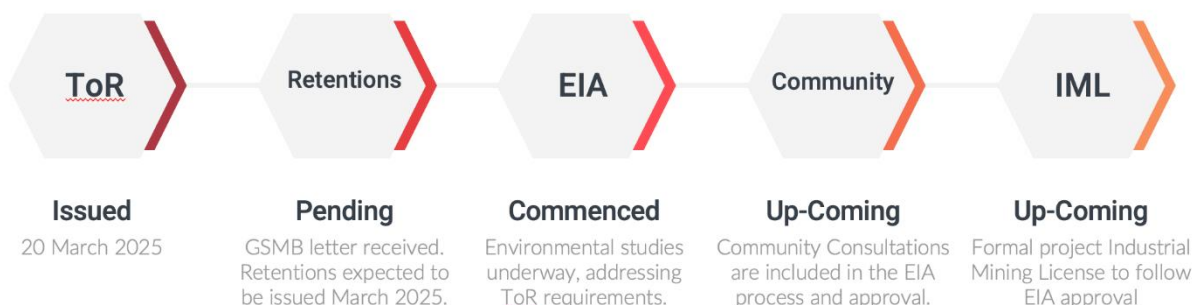 ToR
Retentions
EIA
Community
IML
Issued
20 March 2025
Pending
GSMB letter received.
Retentions expected to
be issued March 2025.
Commenced
Environmental studies
underway, addressing
ToR requirements.
Up-Coming
Community Consultations
are included in the EIA
process and approval.
Up-Coming
Formal project Industrial
Mining License to follow
EIA approval